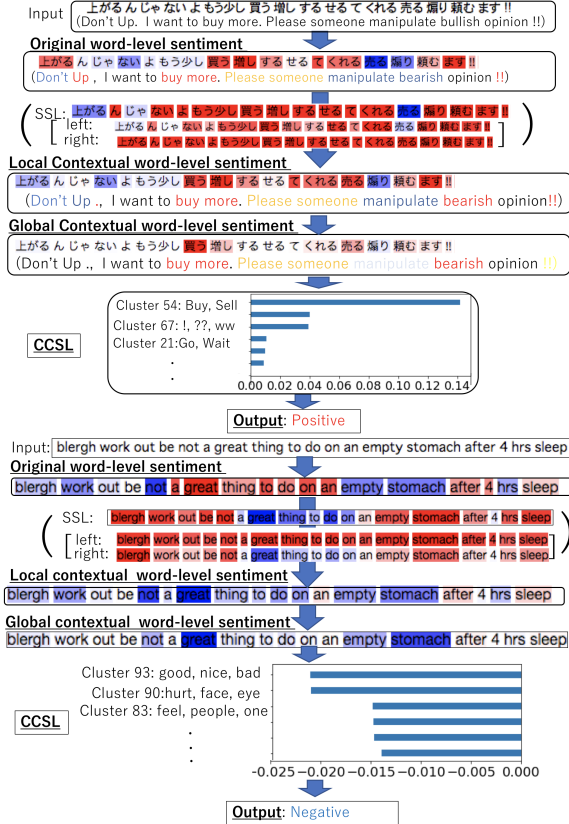 Input
上がる んじゃ ない よ もう少し 買う 増し する せる て くれる 売る 煽り 頼む ます !!
(Don't Up.  I want to buy more. Please someone manipulate bullish opinion !!)
Original word-level sentiment
上がる ん じゃ ない よ もう少し 買う 増し する せる て くれる 売る 煽り 頼む ます !!
(Don't Up ,  I want to buy more. Please someone manipulate bearish opinion !!)
SSL: 上がる ん じゃ ない よ もう少し 買う 増し する せる て くれる 売る 煽り 頼む ます !!
left: 上がる ん じゃ ない よ もう少し 買う 増し する せる て くれる 売る 煽り 頼む ます !!
right: 上がる ん じゃ ない よ もう少し 買う 増し する せる て くれる 売る 煽り 頼む ます !!
Local Contextual word-level sentiment
上がる ん じゃ ない よ もう少し 買う 増し する せる て くれる 売る 煽り 頼む ます !!
(Don't Up .,  I want to buy more. Please someone manipulate bearish opinion!!)
Global Contextual word-level sentiment
上がる ん じゃ ない よ もう少し 買う 増し する せる て くれる 売る 煽り 頼む ます !!
(Don't Up .,  I want to buy more. Please someone manipulate bearish opinion !!)
CCSL
Cluster 54: Buy, Sell
Cluster 67: !, ??, ww
Cluster 21:Go, Wait
.
.
0.00 0.02 0.04 0.06 0.08 0.10 0.12 0.14
Output: Positive
Input: blergh work out be not a great thing to do on an empty stomach after 4 hrs sleep
Original word-level sentiment
blergh work out be not a great thing to do on an empty stomach after 4 hrs sleep
SSL: blergh work out be not a great thing to do on an empty stomach after 4 hrs sleep
left: blergh work out be not a great thing to do on an empty stomach after 4 hrs sleep
right: blergh work out be not a great thing to do on an empty stomach after 4 hrs sleep
Local contextual  word-level sentiment
blergh work out be not a great thing to do on an empty stomach after 4 hrs sleep
Global contextual  word-level sentiment
blergh work out be not a great thing to do on an empty stomach after 4 hrs sleep
CCSL
Cluster 93: good, nice, bad
Cluster 90:hurt, face, eye
Cluster 83: feel, people, one
.
.
.
−0.025 −0.020 −0.015 −0.010 −0.005 0.000
Output: Negative